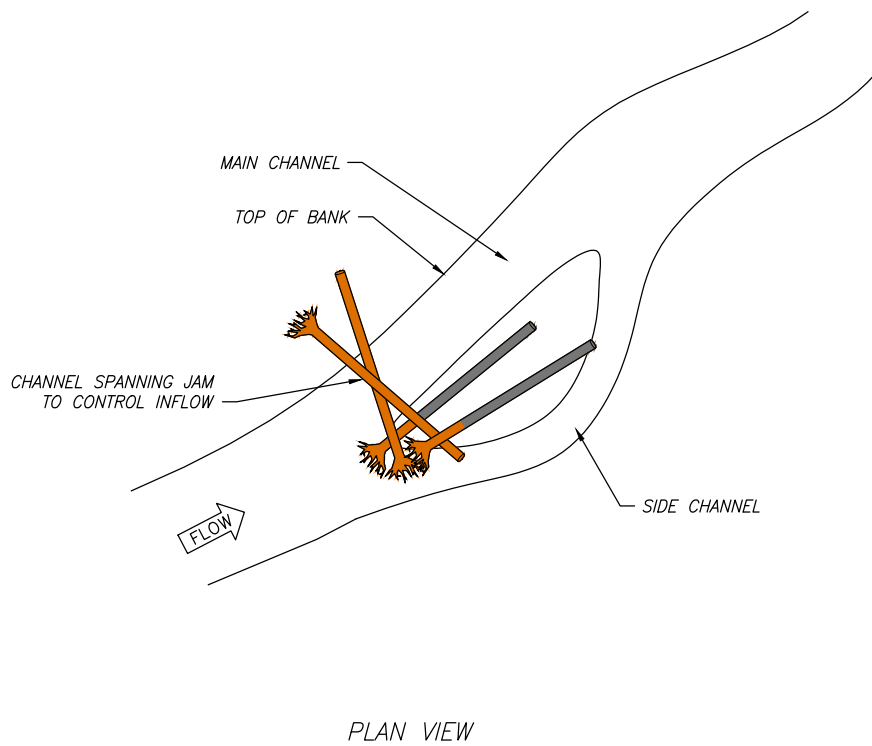 MAIN CHANNEL
TOP OF BANK
CHANNEL SPANNING JAM
TO CONTROL INFLOW
SIDE CHANNEL
FLOW
PLAN VIEW